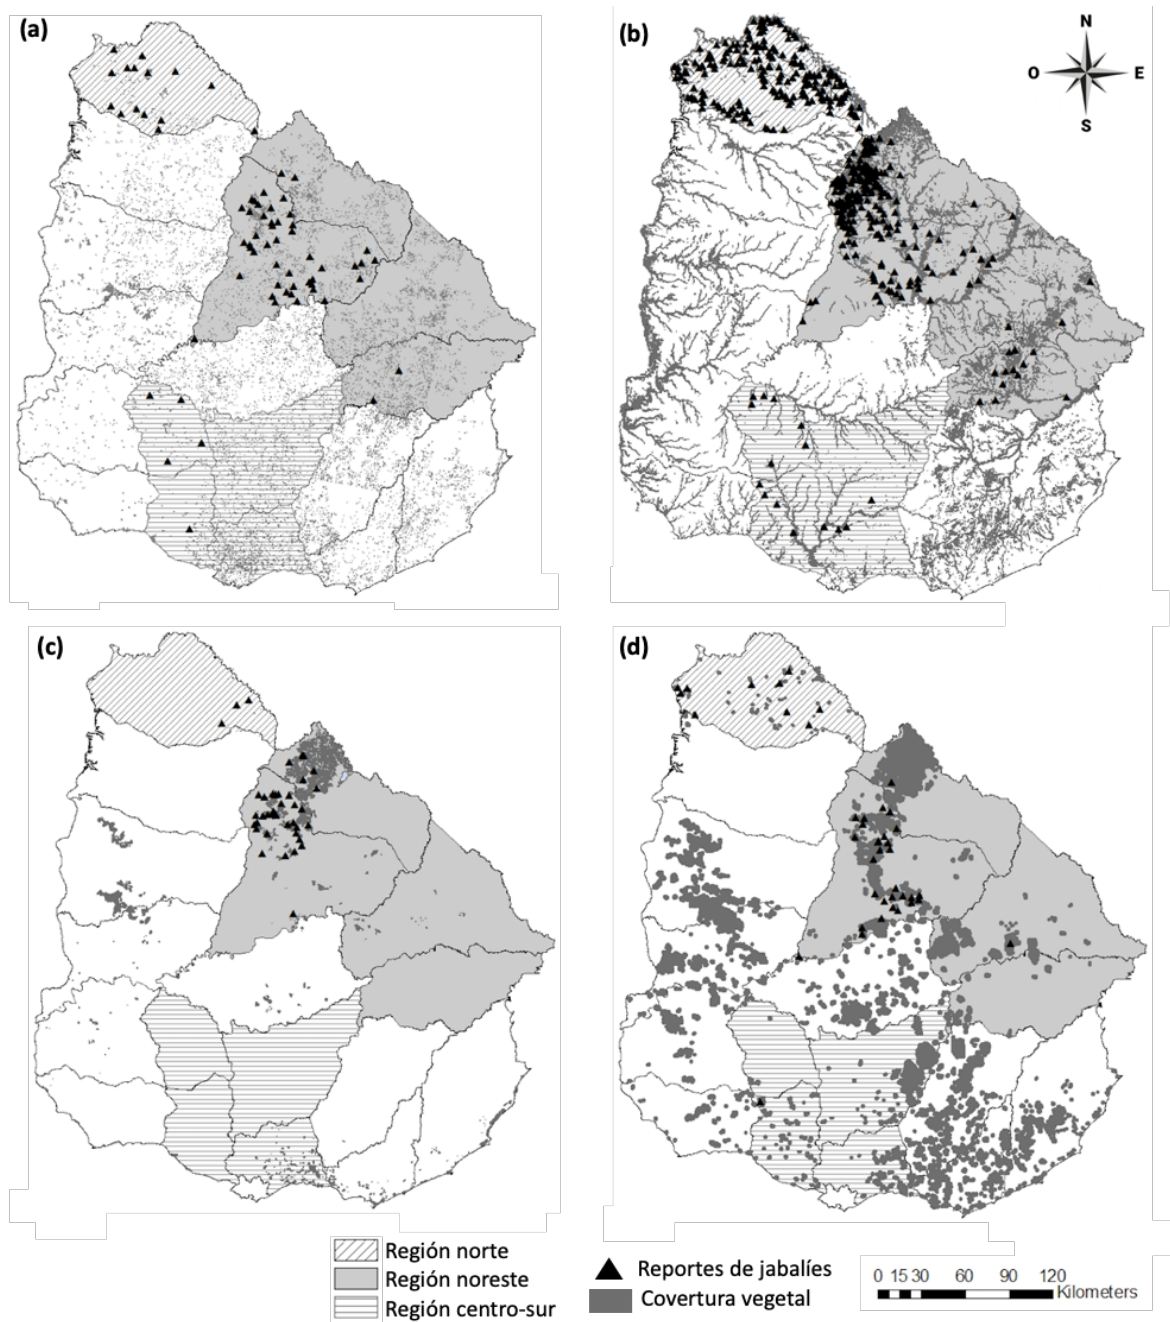 (a)
(b)
N
O
E
S
(c)
(d)
Región norte
Región noreste
Región centro-sur
Reportes de jabalíes
Covertura vegetal
0 15 30 60 90 120
Kilometers